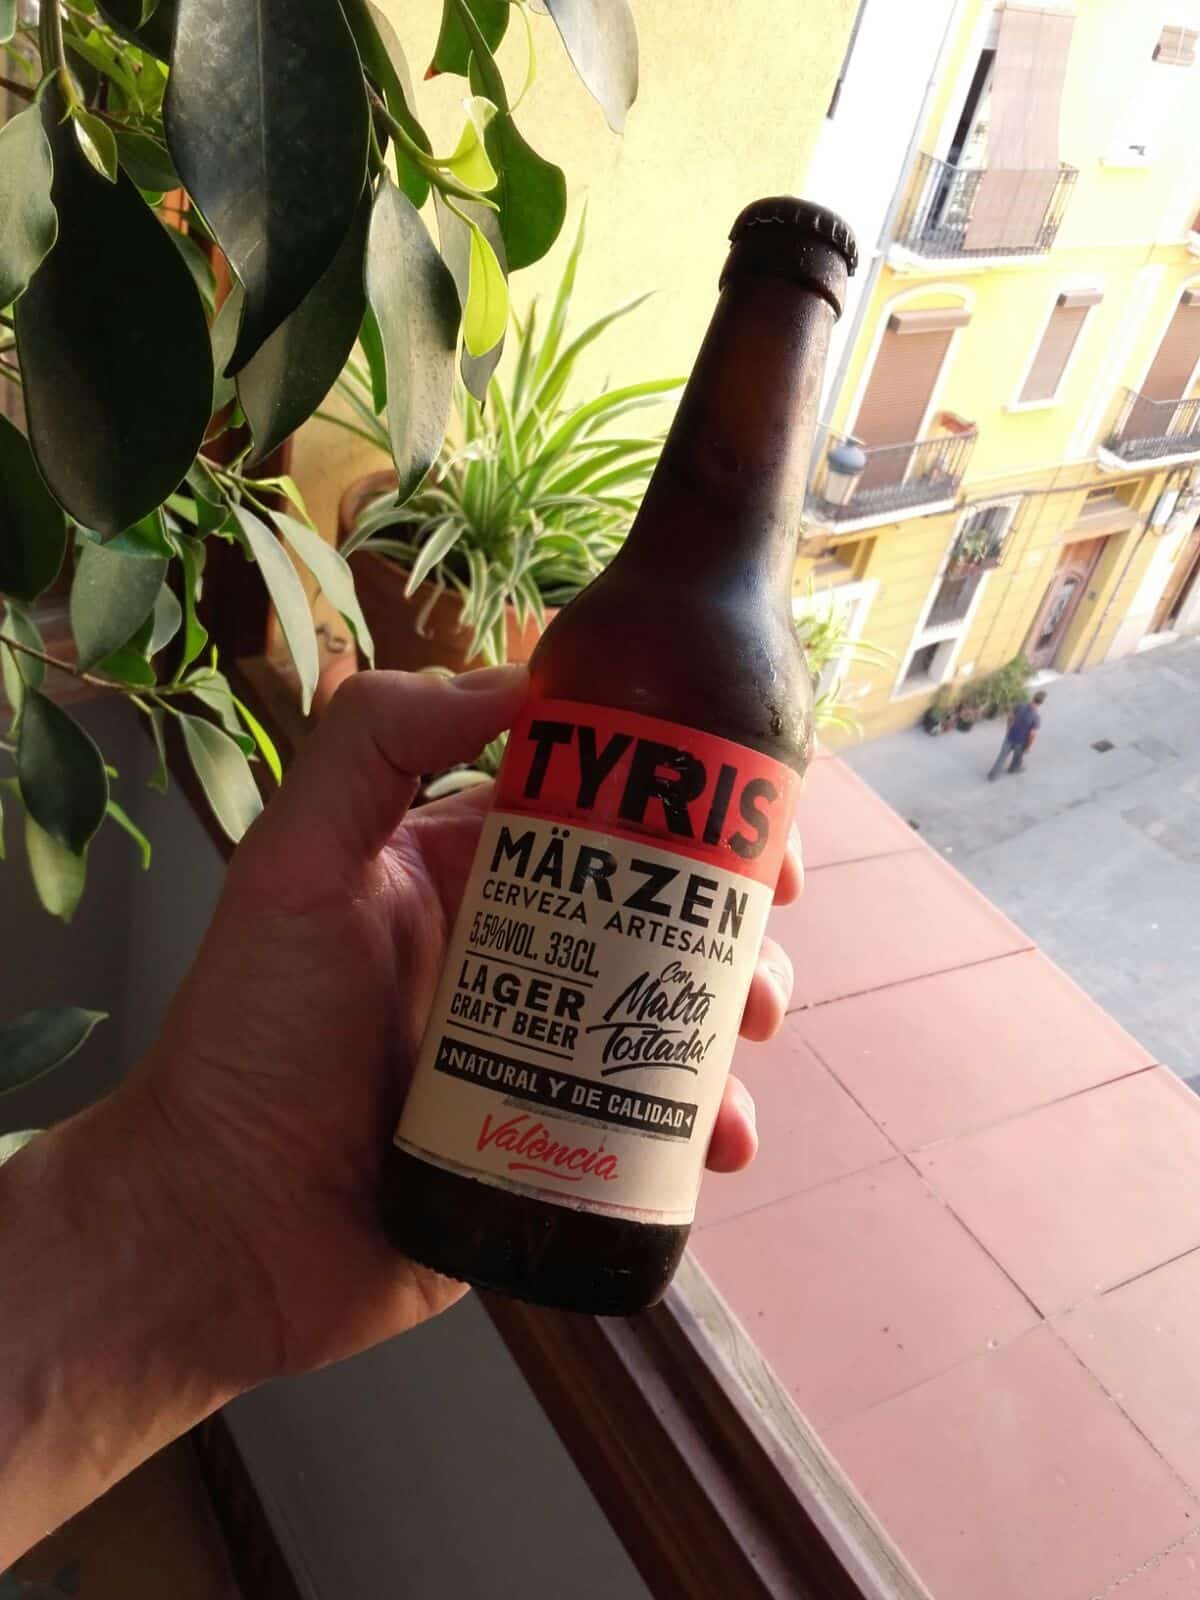 TYRIS
MÄRZEN
CERVEZA ARTESANA
5,5%VOL. 33CL
LAGER
CRAFT BEER
Con
Malta
Tostada!
NATURAL Y DE CALIDAD
València